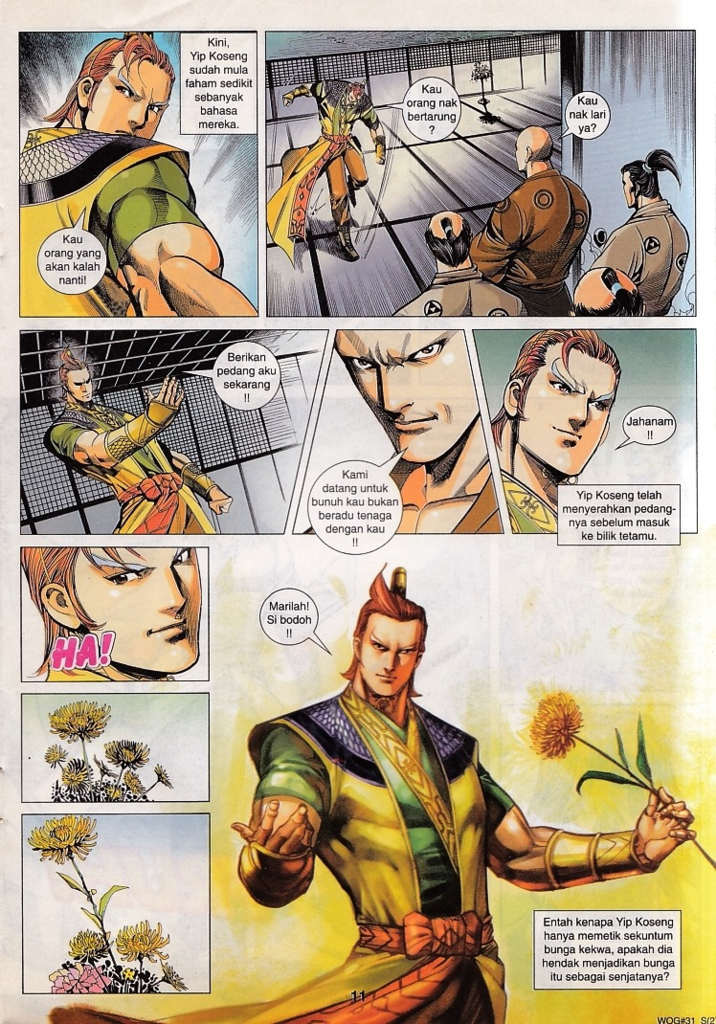 Kini,
Yip Koseng
sudah mula
faham sedikit
sebanyak
bahasa
mereka.
Kau
orang yang
akan kalah
nanti!
Kau
orang nak
bertarung
?
Kau
nak lari
ya?
Berikan
pedang aku
sekarang
!!
Kami
datang untuk
bunuh kau bukan
beradu tenaga
dengan kau
!!
Jahanam
!!
Yip Koseng telah
menyerahkan pedang-
nya sebelum masuk
ke bilik tetamu.
HA!
Marilah!
Si bodoh
!!
Entah kenapa Yip Koseng
hanya memetik sekuntum
bunga kekwa, apakah dia
hendak menjadikan bunga
itu sebagai senjatanya?
11
WOG#31 S(2